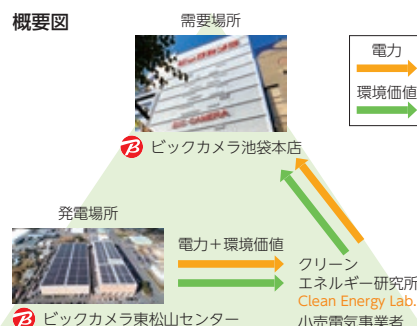 概要図
需要場所
電力
環境価値
ビックカメラ池袋本店
発電場所
電力＋環境価値
クリーン
エネルギー研究所
Clean Energy Lab.
小売電気事業者
ビックカメラ東松山センター